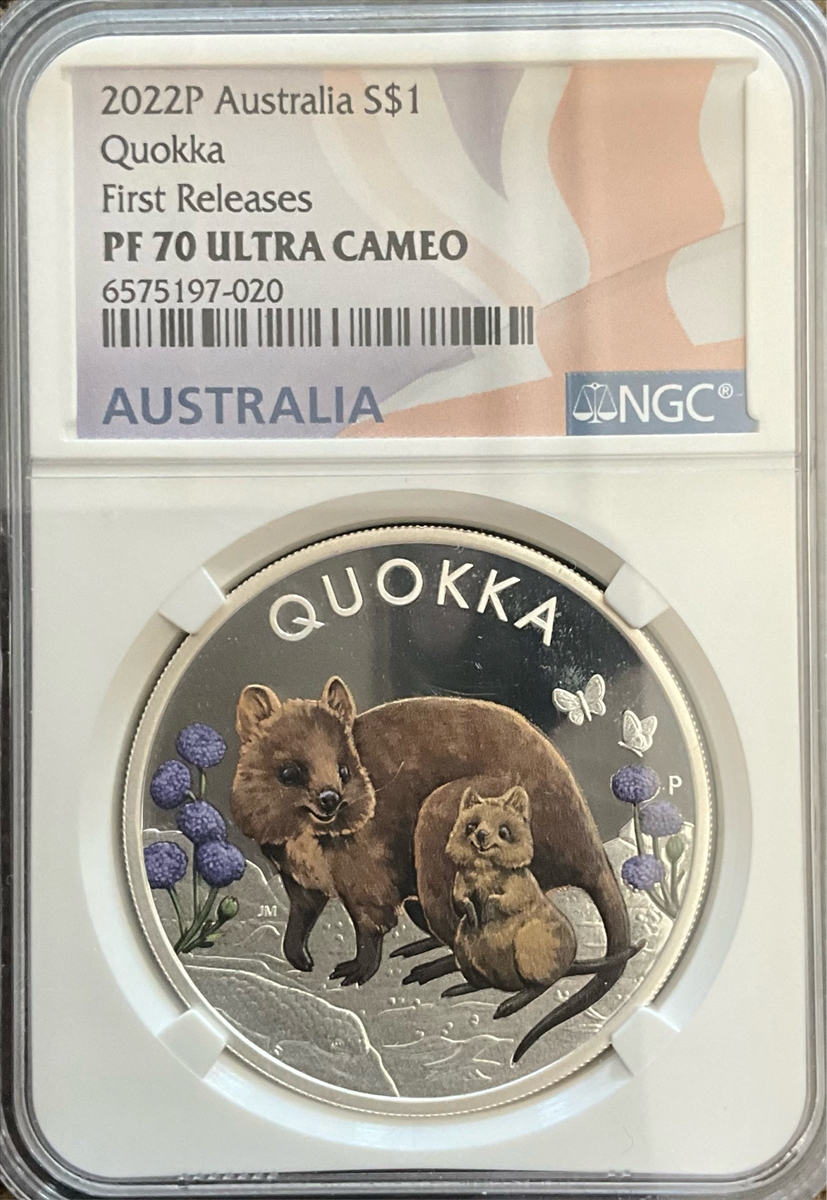 2022P Australia S$1
Quokka
First Releases
PF 70 ULTRA CAMEO
6575197-020
AUSTRALIA
NGC®
QUOKKA
P
JM